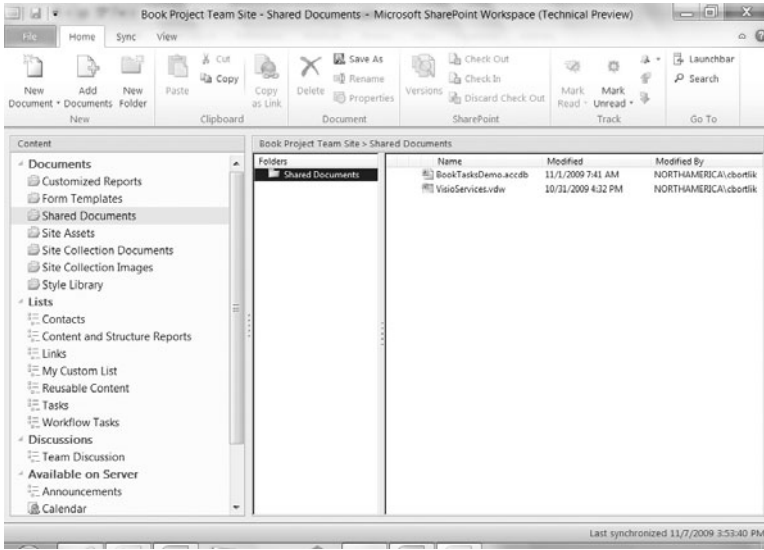 Book Project Team Site - Shared Documents - Microsoft SharePoint Workspace (Technical Preview)
File Home Sync View
New Document
Add Documents
New Folder
New
Paste
Cut
Copy
Clipboard
Copy as Link
Delete
Save As
Rename
Properties
Document
Versions
Check Out
Check In
Discard Check Out
SharePoint
Mark Read
Mark Unread
Track
Launchbar
Search
Go To
Content
Documents
Customized Reports
Form Templates
Shared Documents
Site Assets
Site Collection Documents
Site Collection Images
Style Library
Lists
Contacts
Content and Structure Reports
Links
My Custom List
Reusable Content
Tasks
Workflow Tasks
Discussions
Team Discussion
Available on Server
Announcements
Calendar
Book Project Team Site > Shared Documents
Folders
Shared Documents
Name Modified Modified By
BookTasksDemo.accdb 11/1/2009 7:41 AM NORTHAMERICA\cbortlik
VisioServices.vdw 10/31/2009 4:32 PM NORTHAMERICA\cbortlik
Last synchronized 11/7/2009 3:53:40 PM